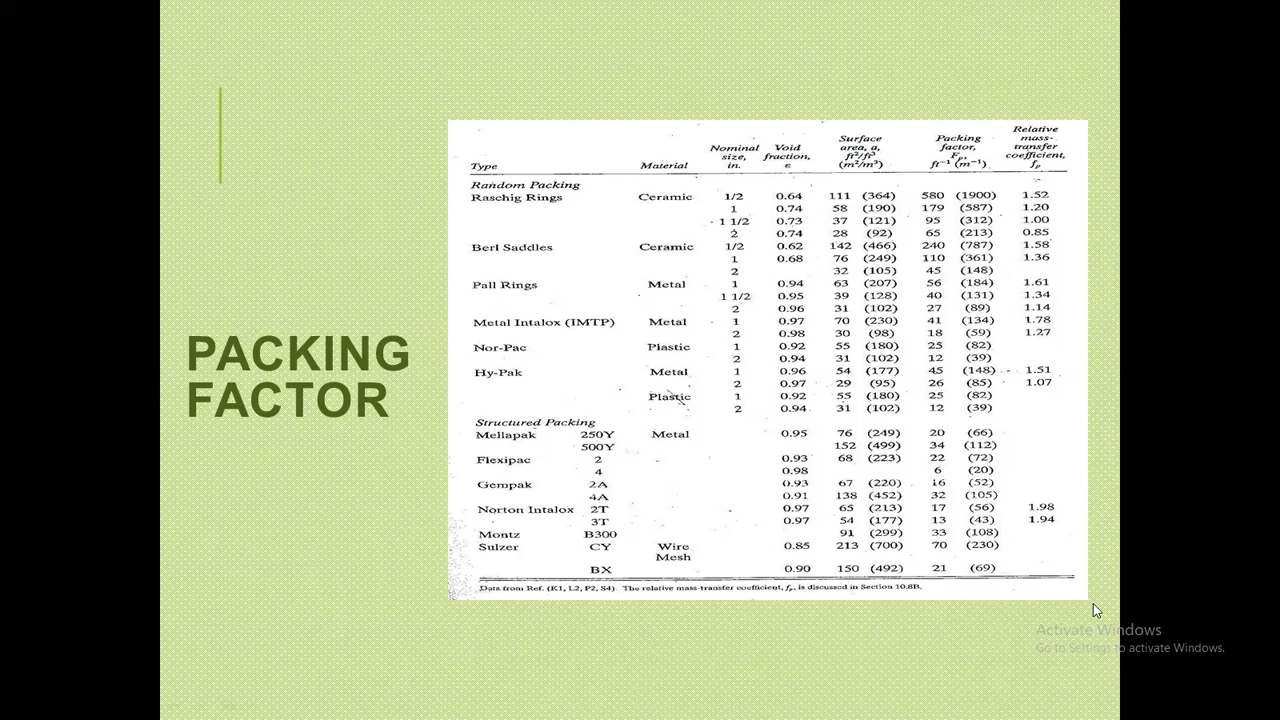 PACKING
FACTOR
Type Material Nominal size, in. Void fraction, ε Surface area, a, ft²/ft³ (m²/m³) Packing factor, Fp, ft⁻¹ (m⁻¹) Relative mass-transfer coefficient, fp
Random Packing
Raschig Rings Ceramic 1/2 0.64 111 (364) 580 (1900) 1.52
1 0.74 58 (190) 179 (587) 1.20
1 1/2 0.73 37 (121) 95 (312) 1.00
2 0.74 28 (92) 65 (213) 0.85
Berl Saddles Ceramic 1/2 0.62 142 (466) 240 (787) 1.58
1 0.68 76 (249) 110 (361) 1.36
2 32 (105) 45 (148)
Pall Rings Metal 1 0.94 63 (207) 56 (184) 1.61
1 1/2 0.95 39 (128) 40 (131) 1.34
2 0.96 31 (102) 27 (89) 1.14
Metal Intalox (IMTP) Metal 1 0.97 70 (230) 41 (134) 1.78
2 0.98 30 (98) 18 (59) 1.27
Nor-Pac Plastic 1 0.92 55 (180) 25 (82)
2 0.94 31 (102) 12 (39)
Hy-Pak Metal 1 0.96 54 (177) 45 (148) 1.51
2 0.97 29 (95) 26 (85) 1.07
Plastic 1 0.92 55 (180) 25 (82)
2 0.94 31 (102) 12 (39)
Structured Packing
Mellapak 250Y Metal 0.95 76 (249) 20 (66)
500Y 152 (499) 34 (112)
Flexipac 2 0.93 68 (223) 22 (72)
4 0.98 6 (20)
Gempak 2A 0.93 67 (220) 16 (52)
4A 0.91 138 (452) 32 (105)
Norton Intalox 2T 0.97 65 (213) 17 (56) 1.98
3T 0.97 54 (177) 13 (43) 1.94
Montz B300 91 (299) 33 (108)
Sulzer CY Wire 0.85 213 (700) 70 (230)
Mesh
BX 0.90 150 (492) 21 (69)
Data from Ref. (K1, L2, P2, S4). The relative mass-transfer coefficient, fp, is discussed in Section 10.8B.
Activate Windows
Go to Settings to activate Windows.